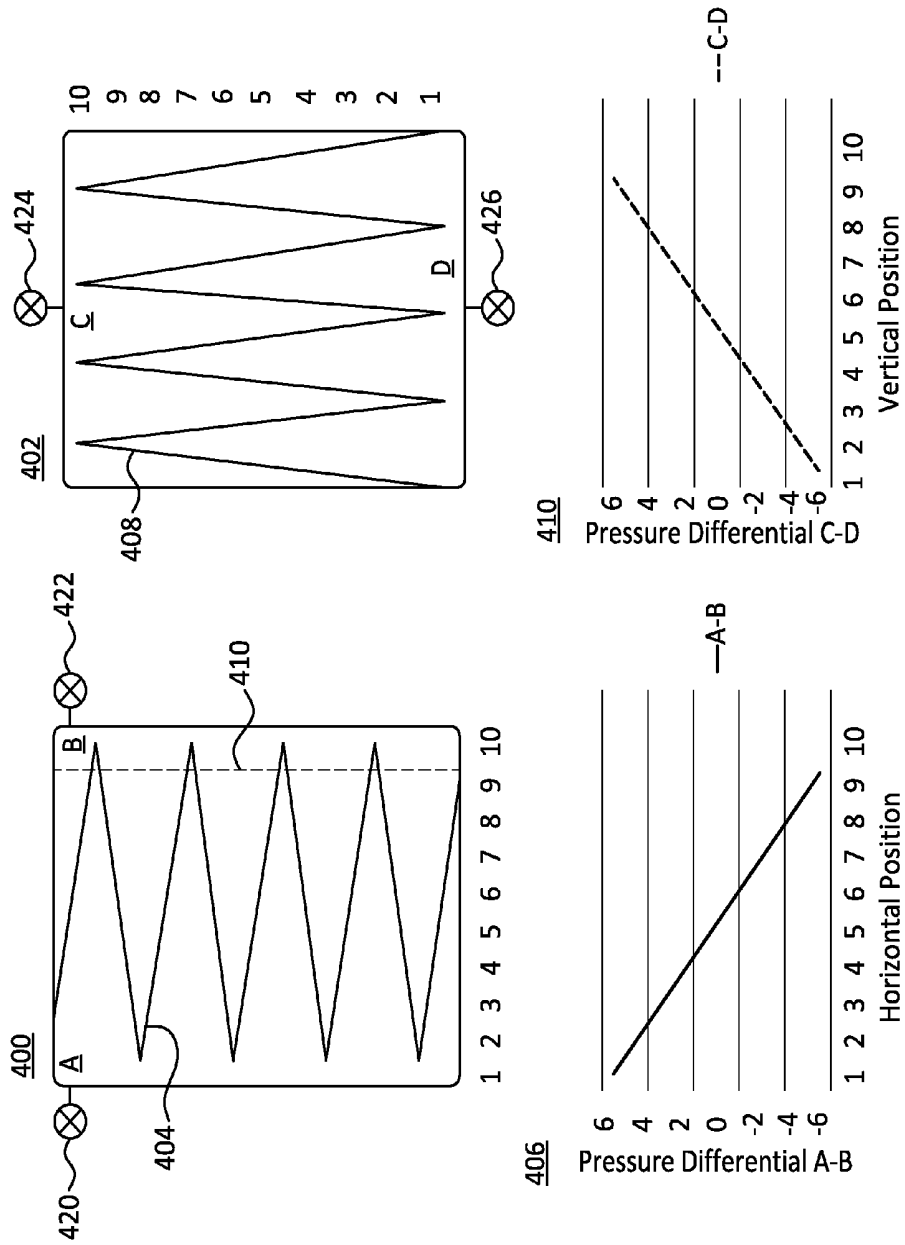 400
A
B
420
422
404
410
1 2 3 4 5 6 7 8 9 10
402
C
D
424
426
408
10
9
8
7
6
5
4
3
2
1
406
Pressure Differential A-B
6
4
2
0
-2
-4
-6
1 2 3 4 5 6 7 8 9 10
Horizontal Position
A-B
410
Pressure Differential C-D
6
4
2
0
-2
-4
-6
1 2 3 4 5 6 7 8 9 10
Vertical Position
C-D